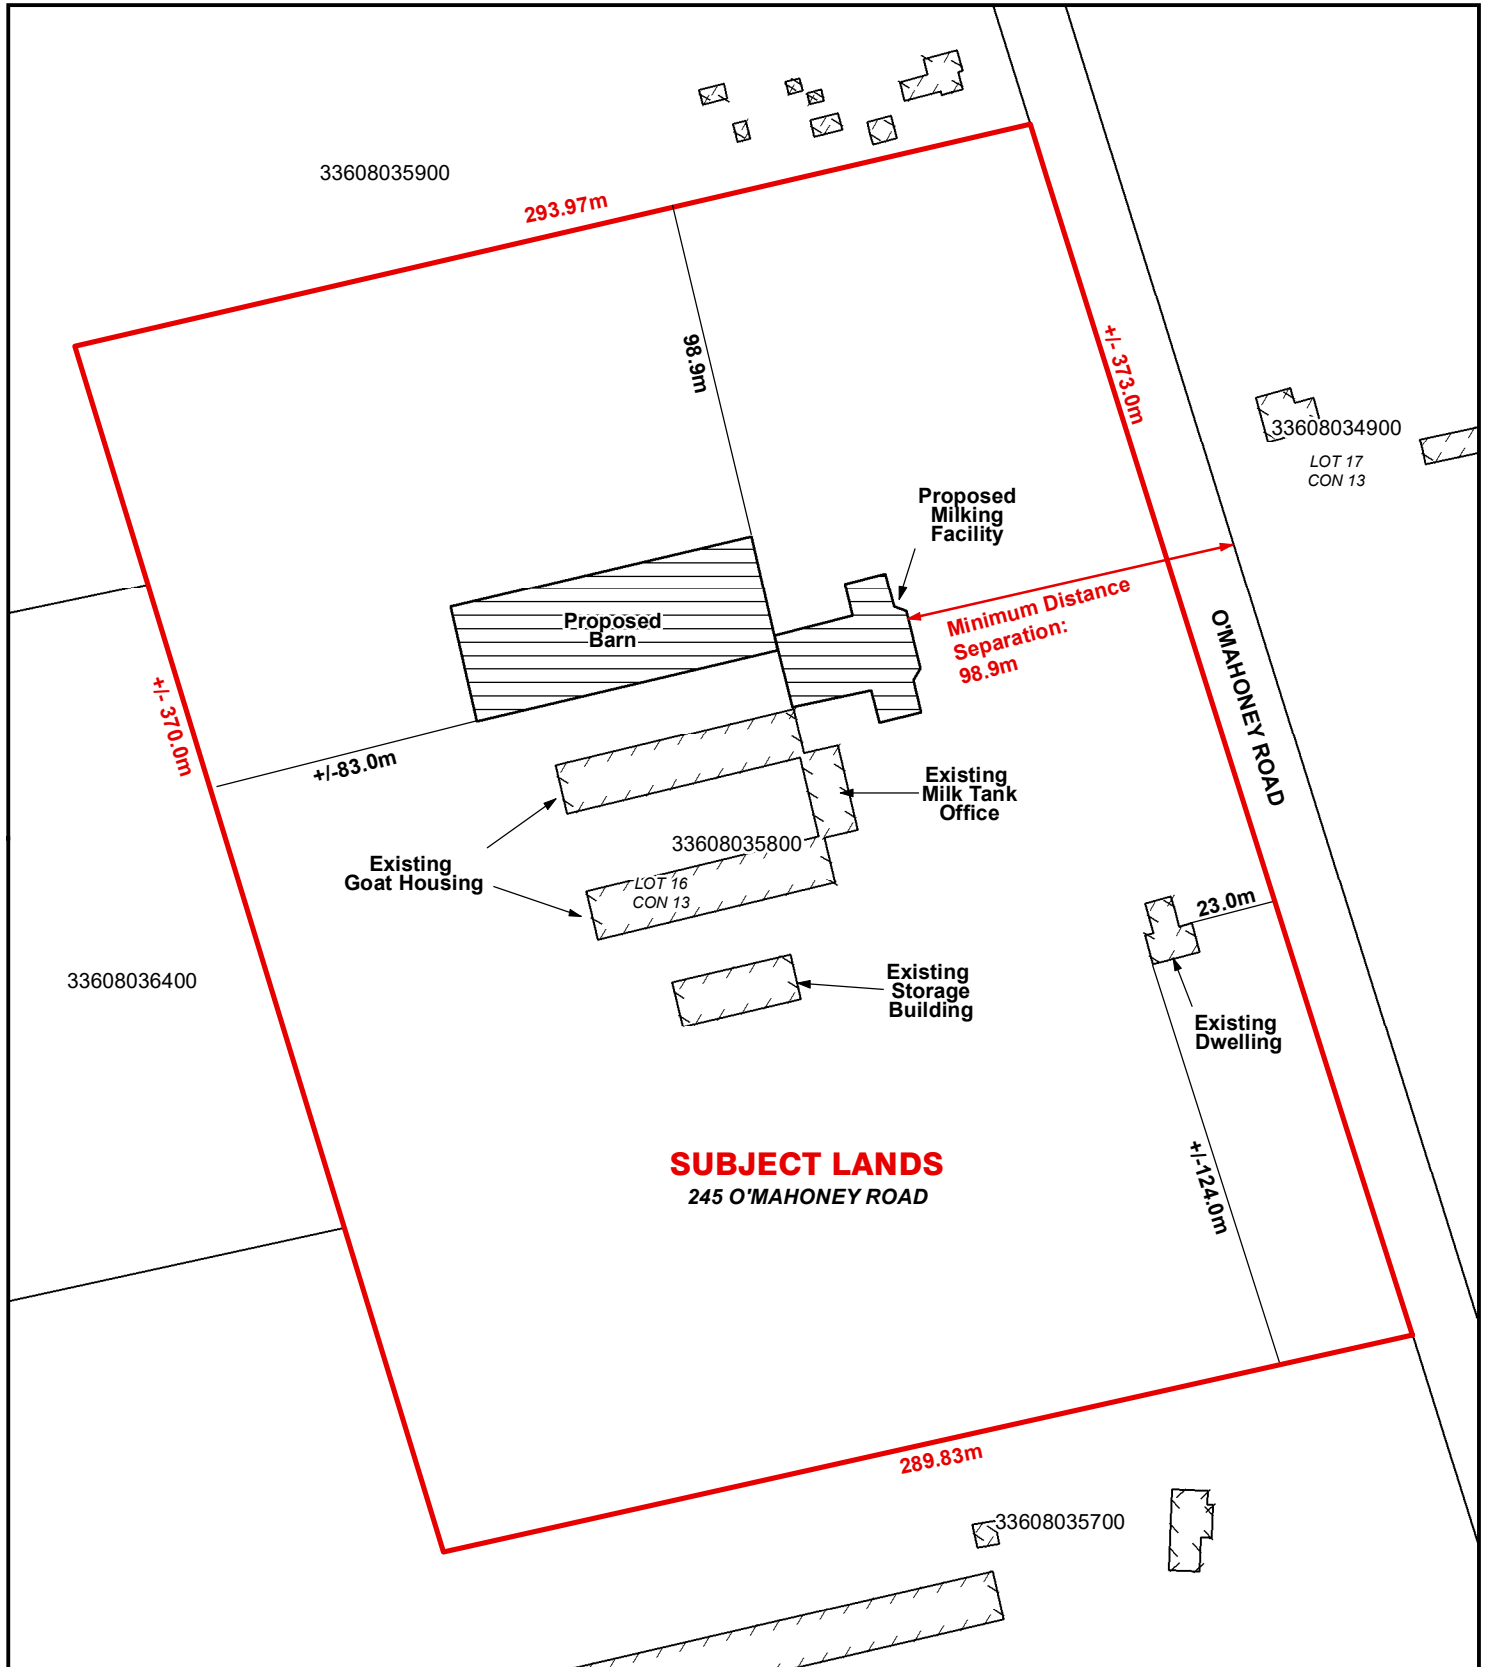 33608035900
293.97m
98.9m
+/- 373.0m
33608034900
LOT 17
CON 13
Proposed
Milking
Facility
Proposed
Barn
Minimum Distance
Separation:
98.9m
O'MAHONEY ROAD
+/- 370.0m
+/-83.0m
Existing
Milk Tank
Office
33608035800
Existing
Goat Housing
LOT 16
CON 13
23.0m
33608036400
Existing
Storage
Building
Existing
Dwelling
+/-124.0m
SUBJECT LANDS
245 O'MAHONEY ROAD
289.83m
33608035700